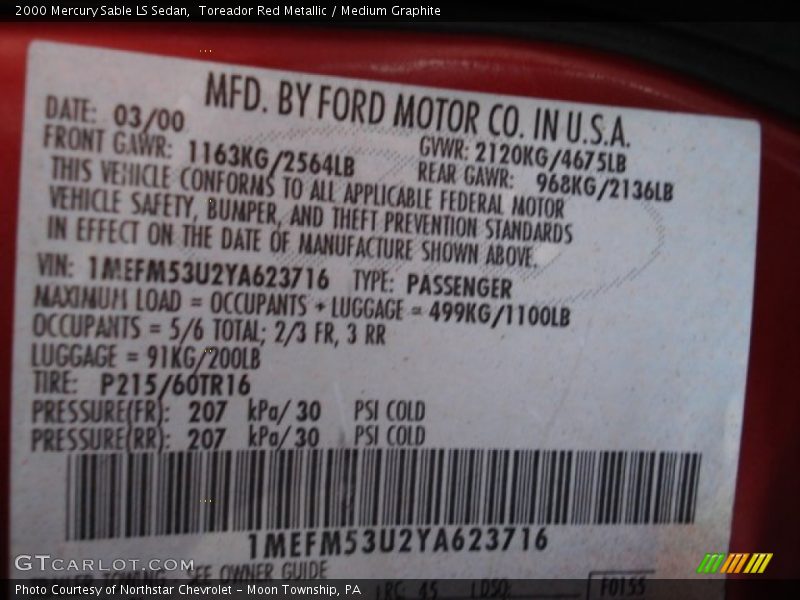 2000 Mercury Sable LS Sedan,  Toreador Red Metallic / Medium Graphite
MFD. BY FORD MOTOR CO. IN U.S.A.
DATE: 03/00 GVWR: 2120KG/4675LB
FRONT GAWR: 1163KG/2564LB REAR GAWR: 968KG/2136LB
THIS VEHICLE CONFORMS TO ALL APPLICABLE FEDERAL MOTOR
VEHICLE SAFETY, BUMPER, AND THEFT PREVENTION STANDARDS
IN EFFECT ON THE DATE OF MANUFACTURE SHOWN ABOVE.
VIN: 1MEFM53U2YA623716 TYPE: PASSENGER
MAXIMUM LOAD = OCCUPANTS + LUGGAGE = 499KG/1100LB
OCCUPANTS = 5/6 TOTAL; 2/3 FR, 3 RR
LUGGAGE = 91KG/200LB
TIRE: P215/60TR16
PRESSURE(FR): 207 kPa/ 30 PSI COLD
PRESSURE(RR): 207 kPa/ 30 PSI COLD
1MEFM53U2YA623716
GTCARLOT.COM
SEE OWNER GUIDE
45 F0155
Photo Courtesy of Northstar Chevrolet - Moon Township, PA